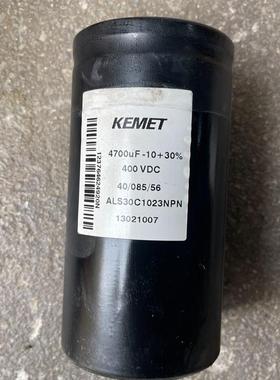 KEMET
4700uF -10+30%
400 VDC
40/085/56
ALS30C1023NPN
13021007